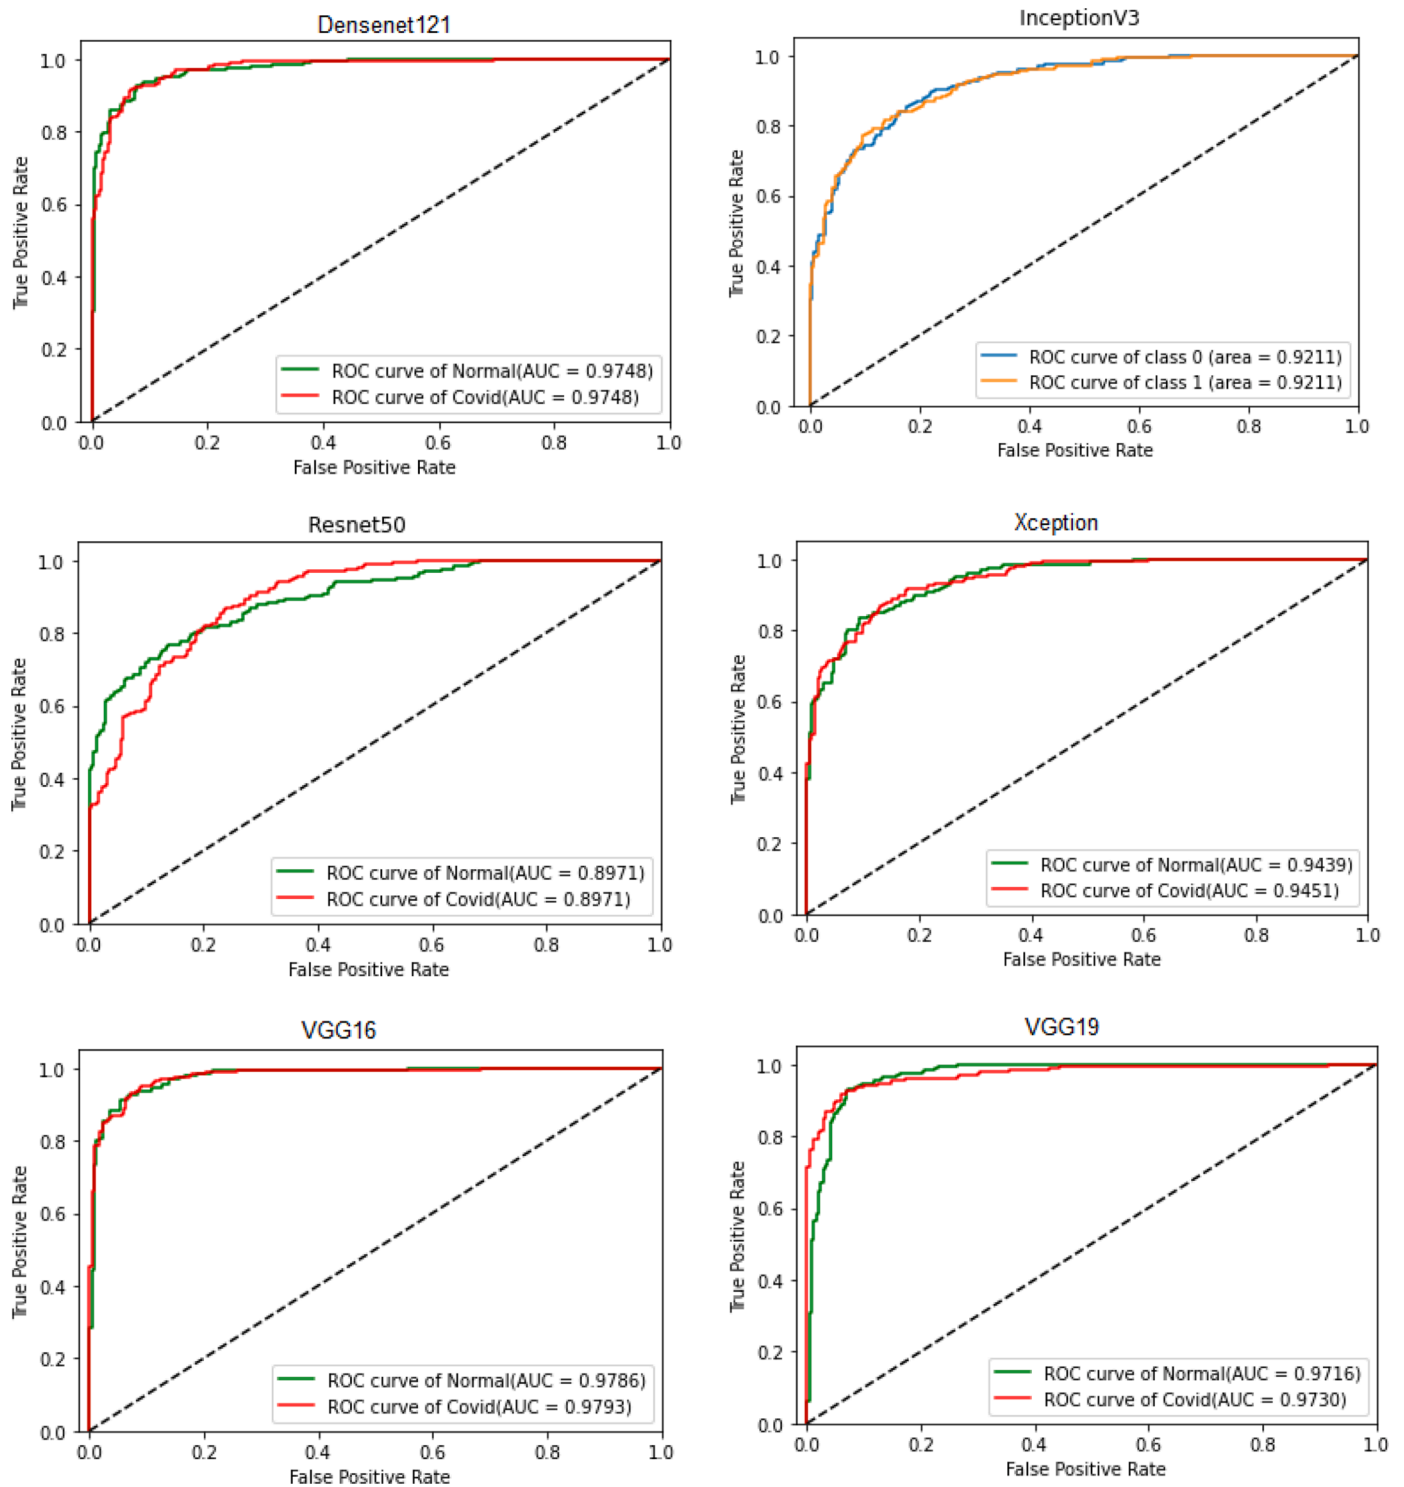 Densenet121
1.0
0.8
0.6
0.4
0.2
0.0
True Positive Rate
ROC curve of Normal(AUC = 0.9748)
ROC curve of Covid(AUC = 0.9748)
0.0 0.2 0.4 0.6 0.8 1.0
False Positive Rate
InceptionV3
1.0
0.8
0.6
0.4
0.2
0.0
True Positive Rate
ROC curve of class 0 (area = 0.9211)
ROC curve of class 1 (area = 0.9211)
0.0 0.2 0.4 0.6 0.8 1.0
False Positive Rate
Resnet50
1.0
0.8
0.6
0.4
0.2
0.0
True Positive Rate
ROC curve of Normal(AUC = 0.8971)
ROC curve of Covid(AUC = 0.8971)
0.0 0.2 0.4 0.6 0.8 1.0
False Positive Rate
Xception
1.0
0.8
0.6
0.4
0.2
0.0
True Positive Rate
ROC curve of Normal(AUC = 0.9439)
ROC curve of Covid(AUC = 0.9451)
0.0 0.2 0.4 0.6 0.8 1.0
False Positive Rate
VGG16
1.0
0.8
0.6
0.4
0.2
0.0
True Positive Rate
ROC curve of Normal(AUC = 0.9786)
ROC curve of Covid(AUC = 0.9793)
0.0 0.2 0.4 0.6 0.8 1.0
False Positive Rate
VGG19
1.0
0.8
0.6
0.4
0.2
0.0
True Positive Rate
ROC curve of Normal(AUC = 0.9716)
ROC curve of Covid(AUC = 0.9730)
0.0 0.2 0.4 0.6 0.8 1.0
False Positive Rate